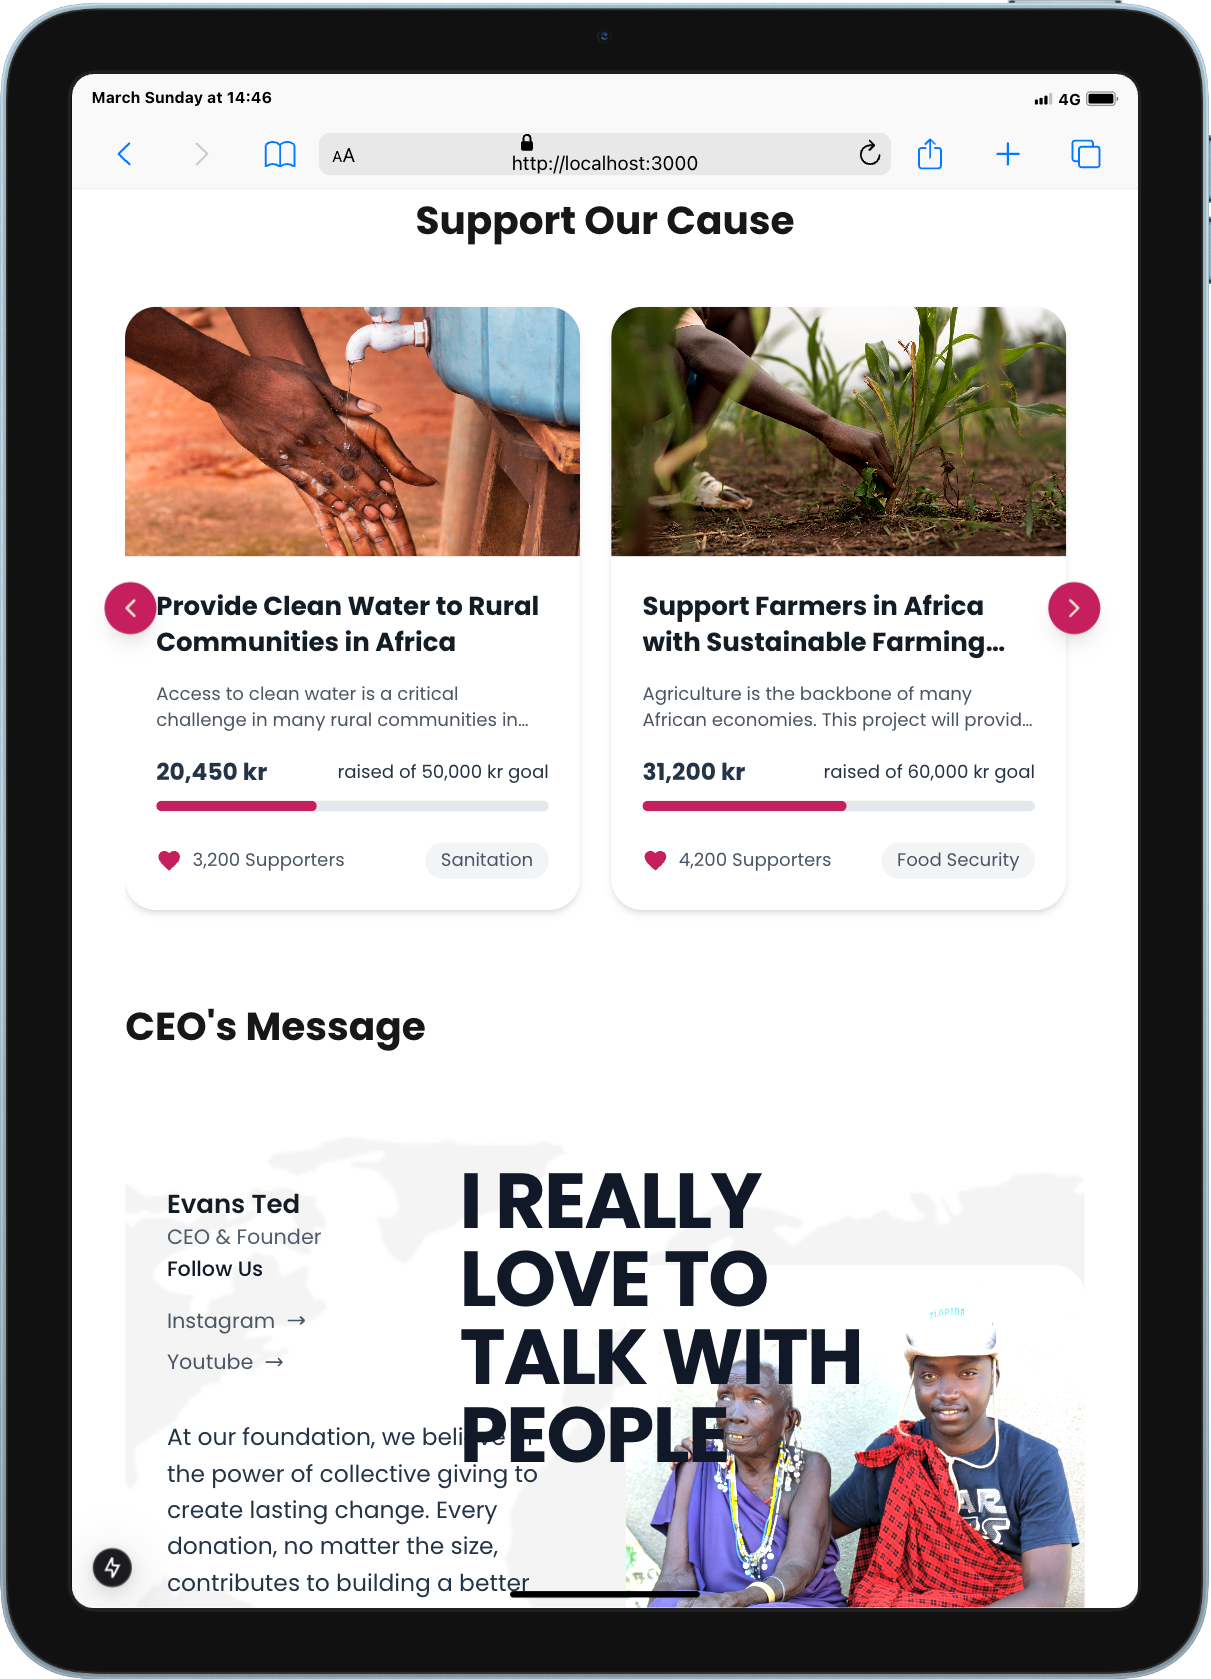 March Sunday at 14:46
4G
AA
http://localhost:3000
Support Our Cause
Provide Clean Water to Rural
Communities in Africa
Access to clean water is a critical
challenge in many rural communities in...
20,450 kr
raised of 50,000 kr goal
3,200 Supporters
Sanitation
Support Farmers in Africa
with Sustainable Farming...
Agriculture is the backbone of many
African economies. This project will provid...
31,200 kr
raised of 60,000 kr goal
4,200 Supporters
Food Security
CEO's Message
Evans Ted
CEO & Founder
Follow Us
Instagram →
Youtube →
I REALLY
LOVE TO
TALK WITH
PEOPLE
At our foundation, we believe
the power of collective giving to
create lasting change. Every
donation, no matter the size,
contributes to building a better
FLORIDA